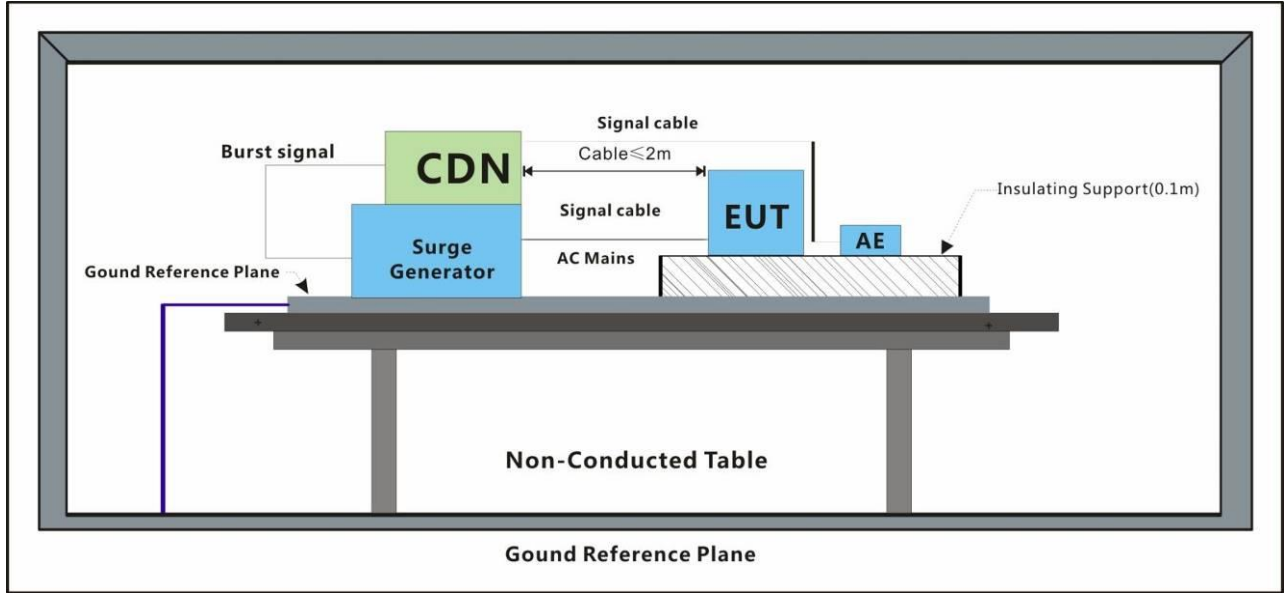 Signal cable
Burst signal
CDN
Cable≤2m
Insulating Support(0.1m)
Signal cable
EUT
AE
Surge
Generator
AC Mains
Gound Reference Plane
Non-Conducted Table
Gound Reference Plane